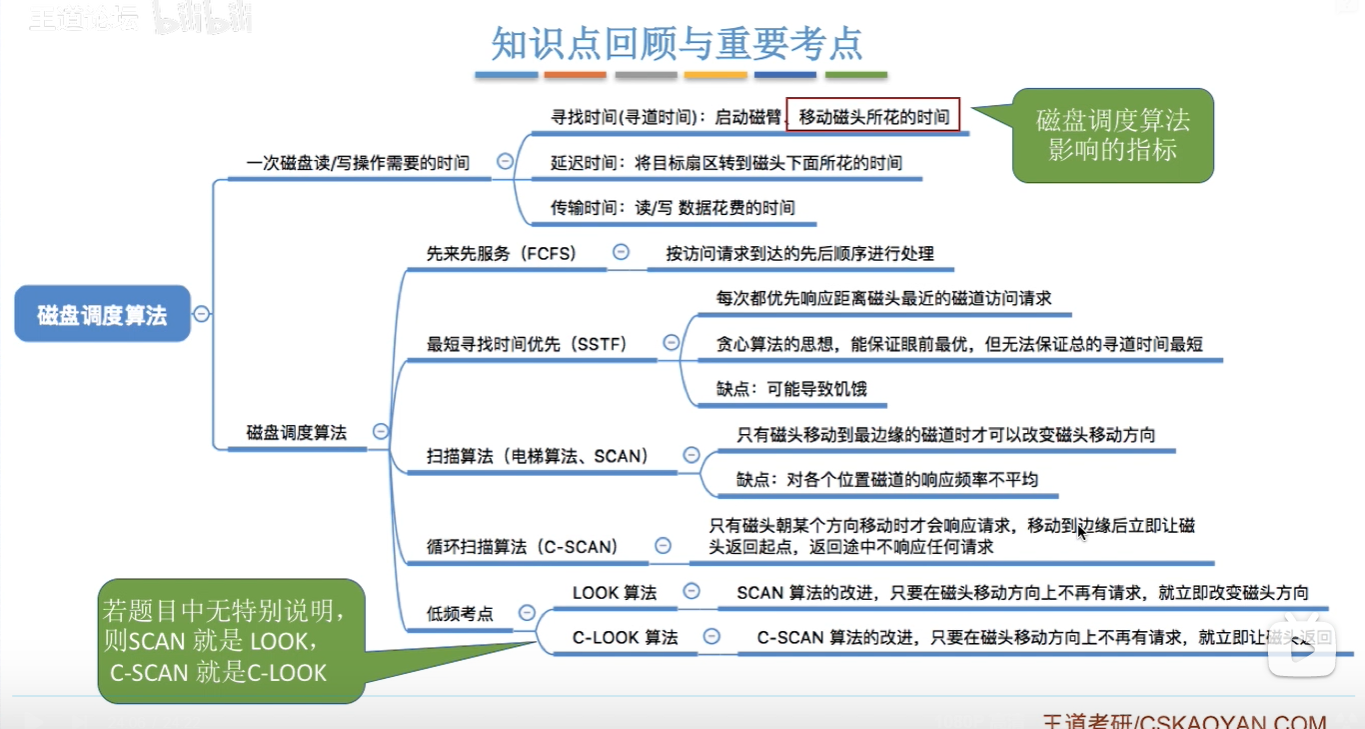 王道论坛 bilibili
知识点回顾与重要考点
寻找时间(寻道时间)：启动磁臂、移动磁头所花的时间
磁盘调度算法
影响的指标
一次磁盘读/写操作需要的时间
延迟时间：将目标扇区转到磁头下面所花的时间
传输时间：读/写 数据花费的时间
磁盘调度算法
先来先服务（FCFS）
按访问请求到达的先后顺序进行处理
最短寻找时间优先（SSTF）
每次都优先响应距离磁头最近的磁道访问请求
贪心算法的思想，能保证眼前最优，但无法保证总的寻道时间最短
缺点：可能导致饥饿
磁盘调度算法
扫描算法（电梯算法、SCAN）
只有磁头移动到最边缘的磁道时才可以改变磁头移动方向
缺点：对各个位置磁道的响应频率不平均
循环扫描算法（C-SCAN）
只有磁头朝某个方向移动时才会响应请求，移动到边缘后立即让磁
头返回起点，返回途中不响应任何请求
低频考点
LOOK 算法
SCAN 算法的改进，只要在磁头移动方向上不再有请求，就立即改变磁头方向
C-LOOK 算法
C-SCAN 算法的改进，只要在磁头移动方向上不再有请求，就立即让磁头返回
若题目中无特别说明，
则SCAN 就是 LOOK，
C-SCAN 就是C-LOOK
王道考研/CSKAOYAN.COM